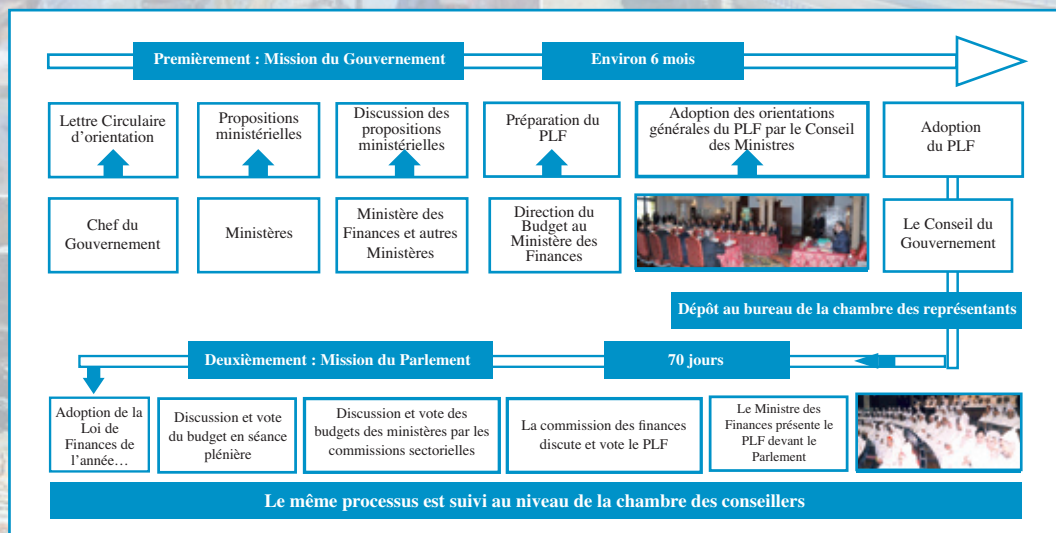 Premièrement : Mission du Gouvernement
Environ 6 mois
Lettre Circulaire
d'orientation
Propositions
ministérielles
Discussion des
propositions
ministérielles
Préparation du
PLF
Adoption des orientations
générales du PLF par le Conseil
des Ministres
Adoption
du PLF
Chef du
Gouvernement
Ministères
Ministère des
Finances et autres
Ministères
Direction du
Budget au
Ministère des
Finances
Le Conseil du
Gouvernement
Dépôt au bureau de la chambre des représentants
Deuxièmement : Mission du Parlement
70 jours
Adoption de la
Loi de
Finances de
l'année…
Discussion et vote
du budget en séance
plénière
Discussion et vote des
budgets des ministères par les
commissions sectorielles
La commission des finances
discute et vote le PLF
Le Ministre des
Finances présente le
PLF devant le
Parlement
Le même processus est suivi au niveau de la chambre des conseillers